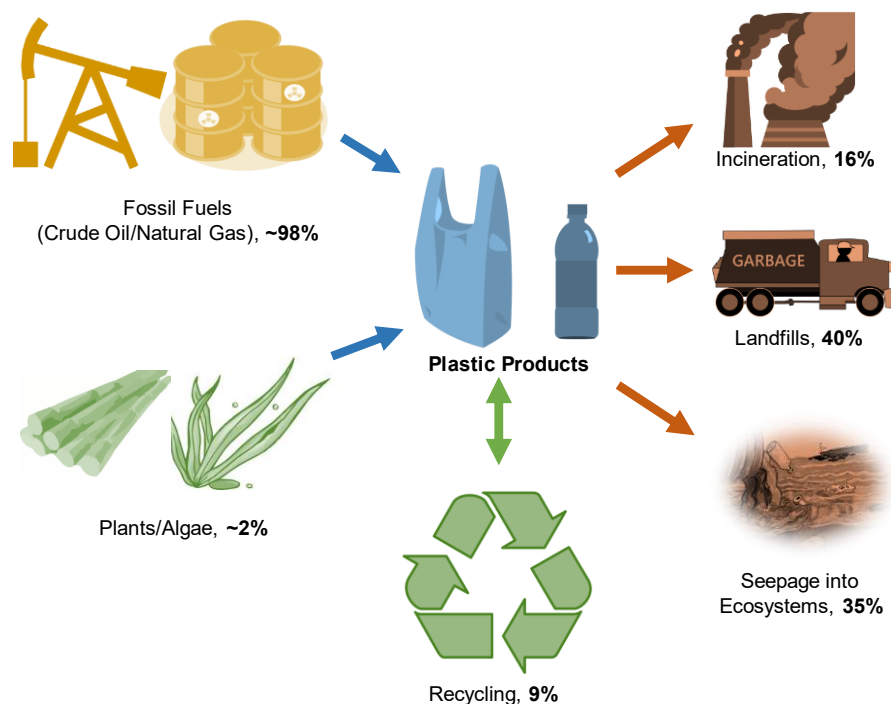 Fossil Fuels
(Crude Oil/Natural Gas), ~98%
Plants/Algae, ~2%
Plastic Products
Recycling, 9%
Incineration, 16%
GARBAGE
Landfills, 40%
Seepage into
Ecosystems, 35%